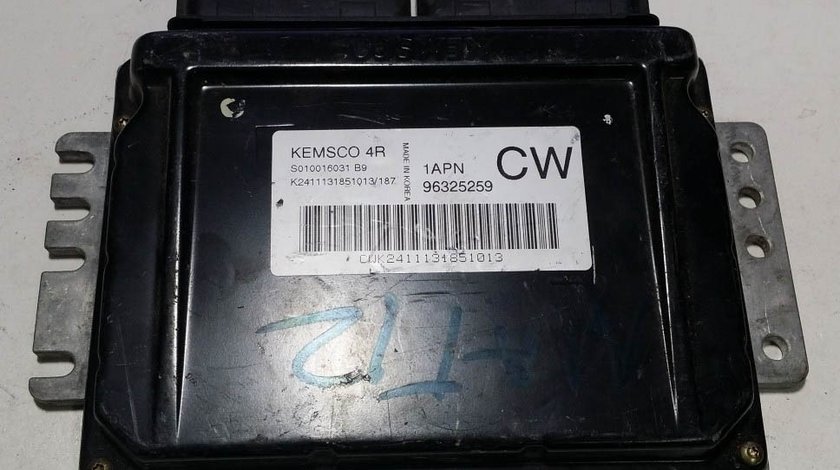 KEMSCO 4R
S010016031 B9
K2411131851013/187
MADE IN KOREA
1APN
96325259
CW
CWK2411131851013